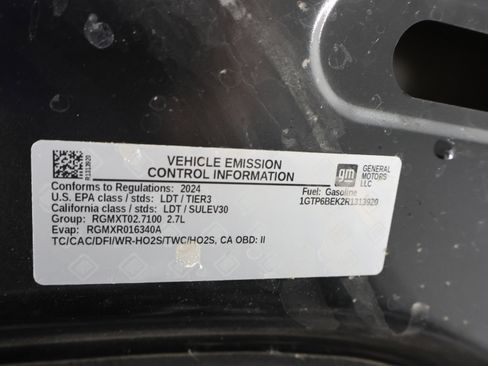 R1313920
VEHICLE EMISSION
CONTROL INFORMATION
gm
GENERAL
MOTORS
LLC
Conforms to Regulations: 2024
U.S. EPA class / stds: LDT / TIER3
California class / stds: LDT / SULEV30
Group: RGMXT02.7100 2.7L
Evap: RGMXR016340A
TC/CAC/DFI/WR-HO2S/TWC/HO2S, CA OBD: II
Fuel: Gasoline
1GTP6BEK2R1313920